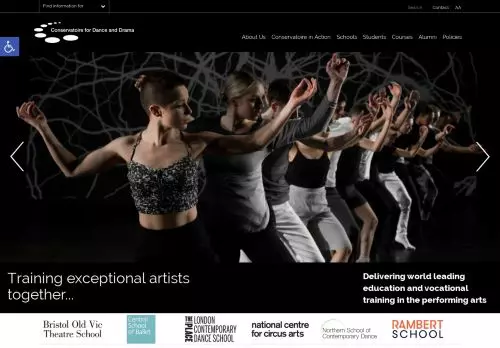 Find information for
Search
Contact
AA
Conservatoire for Dance and Drama
About Us
Conservatoire in Action
Schools
Students
Courses
Alumni
Policies
Training exceptional artists
together...
Delivering world leading
education and vocational
training in the performing arts
Bristol Old Vic
Theatre School
Central
School
of Ballet
THE PLACE
LONDON
CONTEMPORARY
DANCE SCHOOL
national centre
for circus arts
Northern School of
Contemporary Dance
RAMBERT
SCHOOL